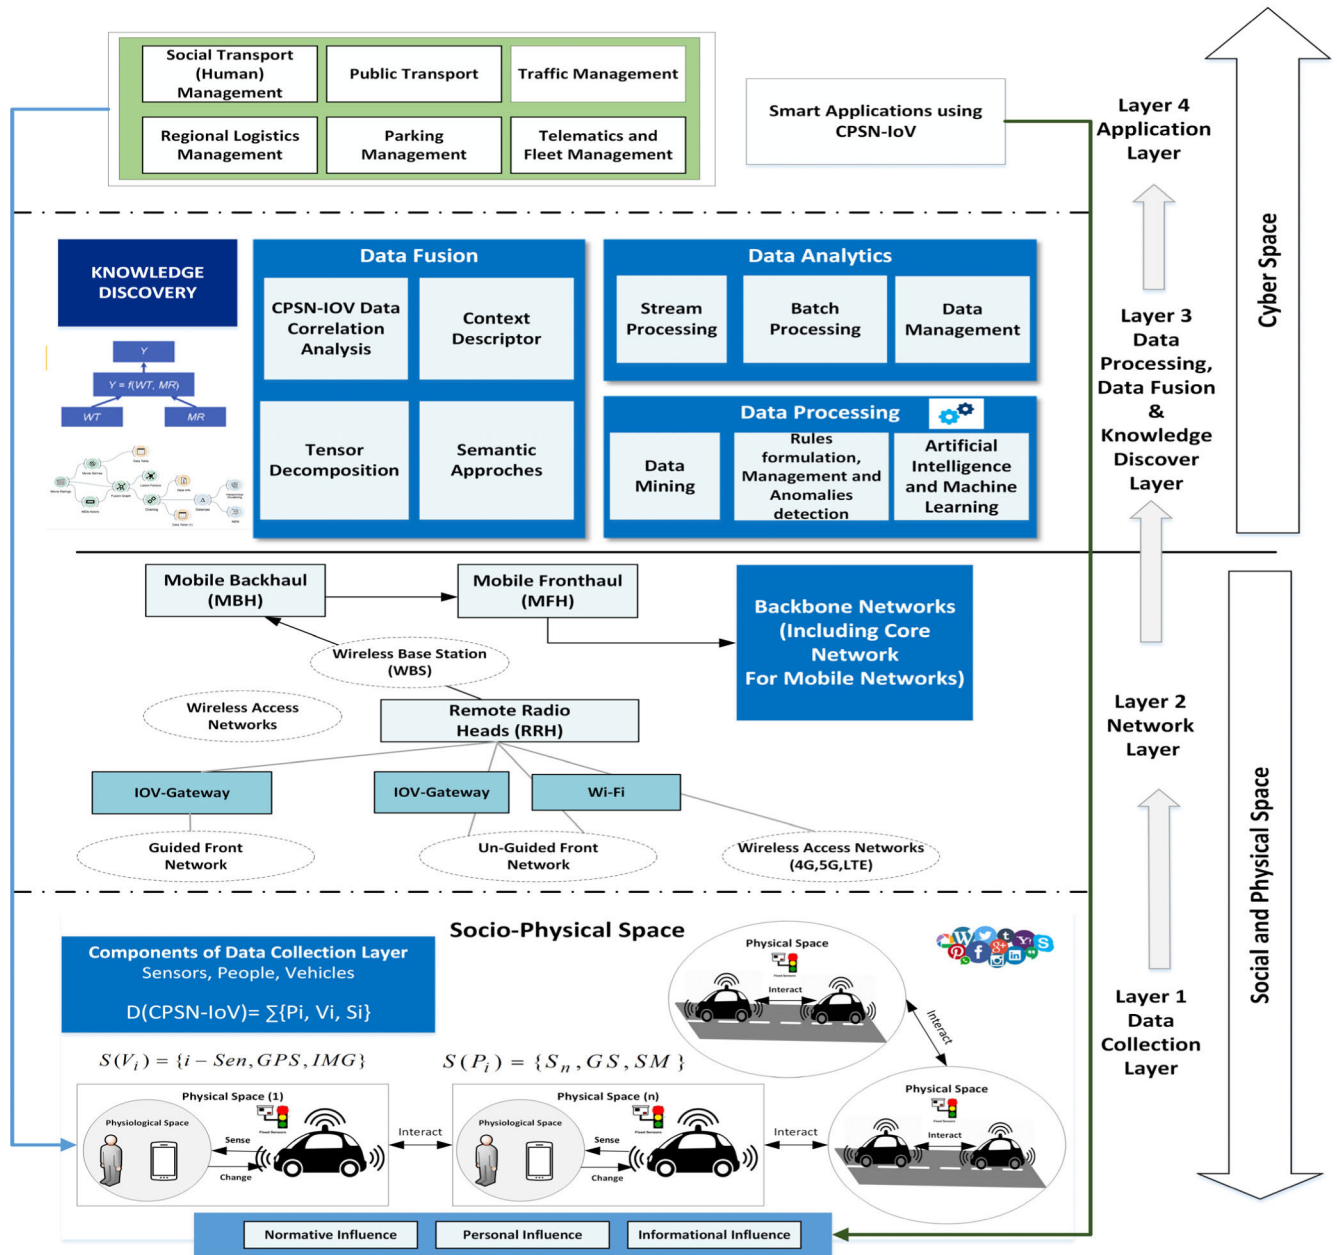 Social Transport
(Human)
Management
Public Transport
Traffic Management
Regional Logistics
Management
Parking
Management
Telematics and
Fleet Management
Smart Applications using
CPSN-IoV
Layer 4
Application
Layer
Cyber Space
KNOWLEDGE
DISCOVERY
Y
Y = f(WT, MR)
WT
MR
Data Fusion
CPSN-IOV Data
Correlation
Analysis
Context
Descriptor
Tensor
Decomposition
Semantic
Approches
Data Analytics
Stream
Processing
Batch
Processing
Data
Management
Data Processing
Data
Mining
Rules
formulation,
Management and
Anomalies
detection
Artificial
Intelligence
and Machine
Learning
Layer 3
Data
Processing,
Data Fusion
&
Knowledge
Discover
Layer
Mobile Backhaul
(MBH)
Mobile Fronthaul
(MFH)
Backbone Networks
(Including Core
Network
For Mobile Networks)
Wireless Base Station
(WBS)
Wireless Access
Networks
Remote Radio
Heads (RRH)
IOV-Gateway
IOV-Gateway
Wi-Fi
Guided Front
Network
Un-Guided Front
Network
Wireless Access Networks
(4G,5G,LTE)
Layer 2
Network
Layer
Social and Physical Space
Socio-Physical Space
Components of Data Collection Layer
Sensors, People, Vehicles
D(CPSN-IoV)= ∑{Pi, Vi, Si}
Physical Space
Interact
Interact
Layer 1
Data
Collection
Layer
S(V_i) = {i − Sen, GPS, IMG}
S(P_i) = {S_n, GS, SM}
Physical Space (1)
Physiological Space
Fixed Sensors
Sense
Change
Interact
Physical Space (n)
Physiological Space
Fixed Sensors
Sense
Change
Interact
Physical Space
Interact
Normative Influence
Personal Influence
Informational Influence